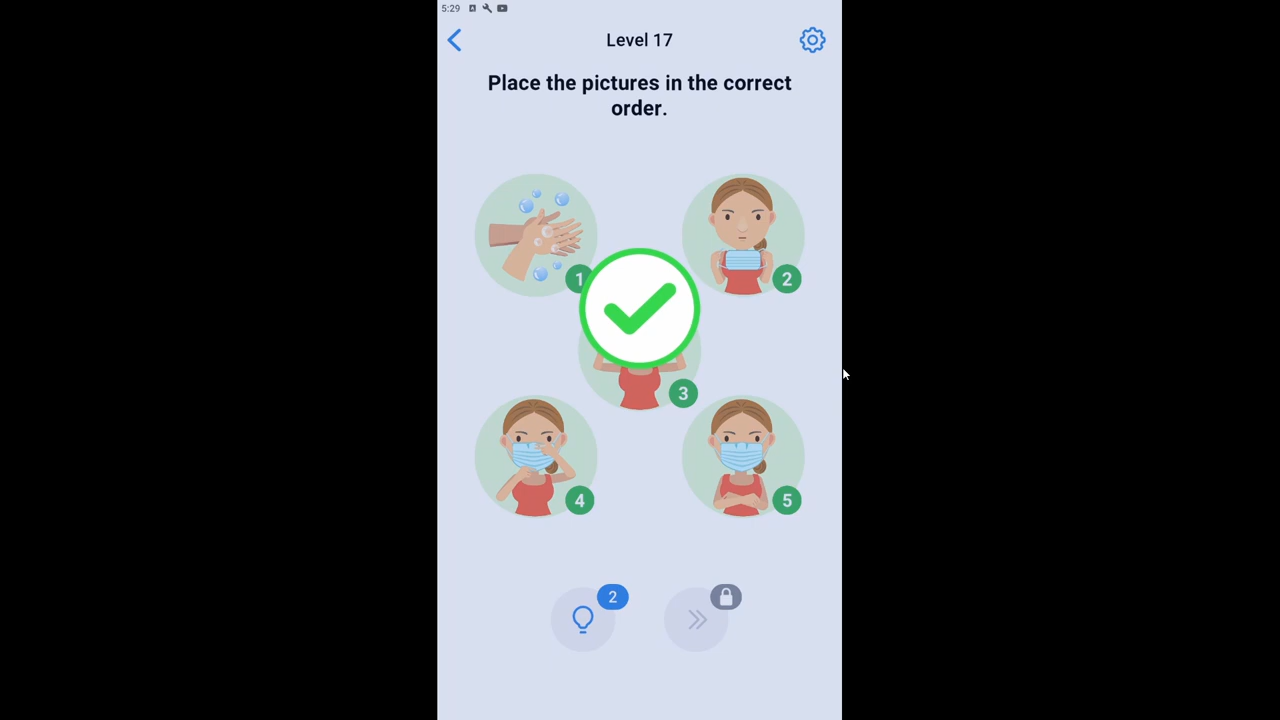 5:29
Level 17
Place the pictures in the correct
order.
1
2
3
4
5
2